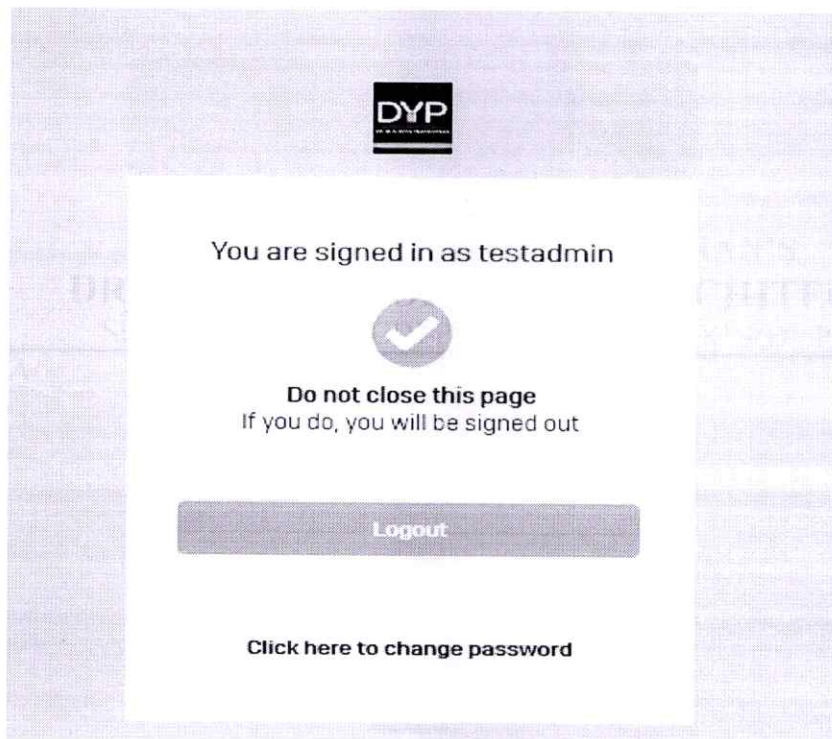 DYP
You are signed in as testadmin
Do not close this page
If you do, you will be signed out
Logout
Click here to change password